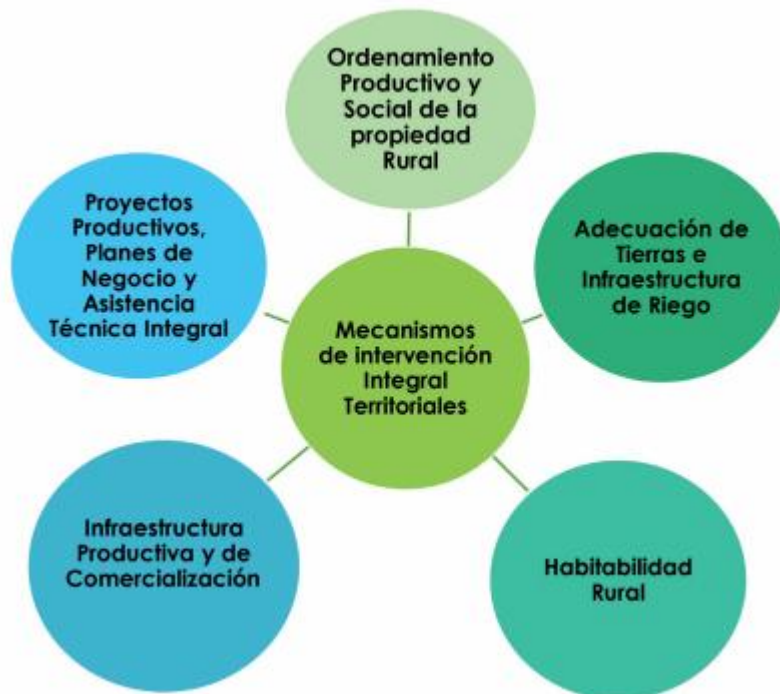 Ordenamiento
Productivo y
Social de la
propiedad
Rural
Proyectos
Productivos,
Planes de
Negocio y
Asistencia
Técnica Integral
Adecuación de
Tierras e
Infraestructura
de Riego
Mecanismos
de intervención
Integral
Territoriales
Infraestructura
Productiva y de
Comercialización
Habitabilidad
Rural